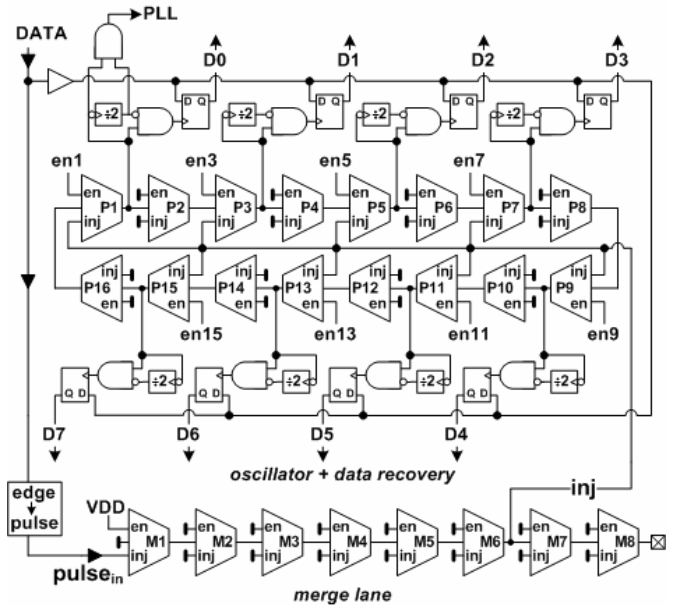 DATA
PLL
D0 D1 D2 D3
÷2 D Q ÷2 D Q ÷2 D Q ÷2 D Q
en1 en3 en5 en7
en en en en en en en en
P1 P2 P3 P4 P5 P6 P7 P8
inj inj inj inj inj inj inj inj
inj inj inj inj inj inj inj inj
P16 P15 P14 P13 P12 P11 P10 P9
en en en en en en en en
en15 en13 en11 en9
Q D ÷2 Q D ÷2 Q D ÷2 Q D ÷2
D7 D6 D5 D4
oscillator + data recovery
edge
pulse
inj
VDD
en en en en en en en en
M1 M2 M3 M4 M5 M6 M7 M8
inj inj inj inj inj inj inj inj
pulsein
merge lane